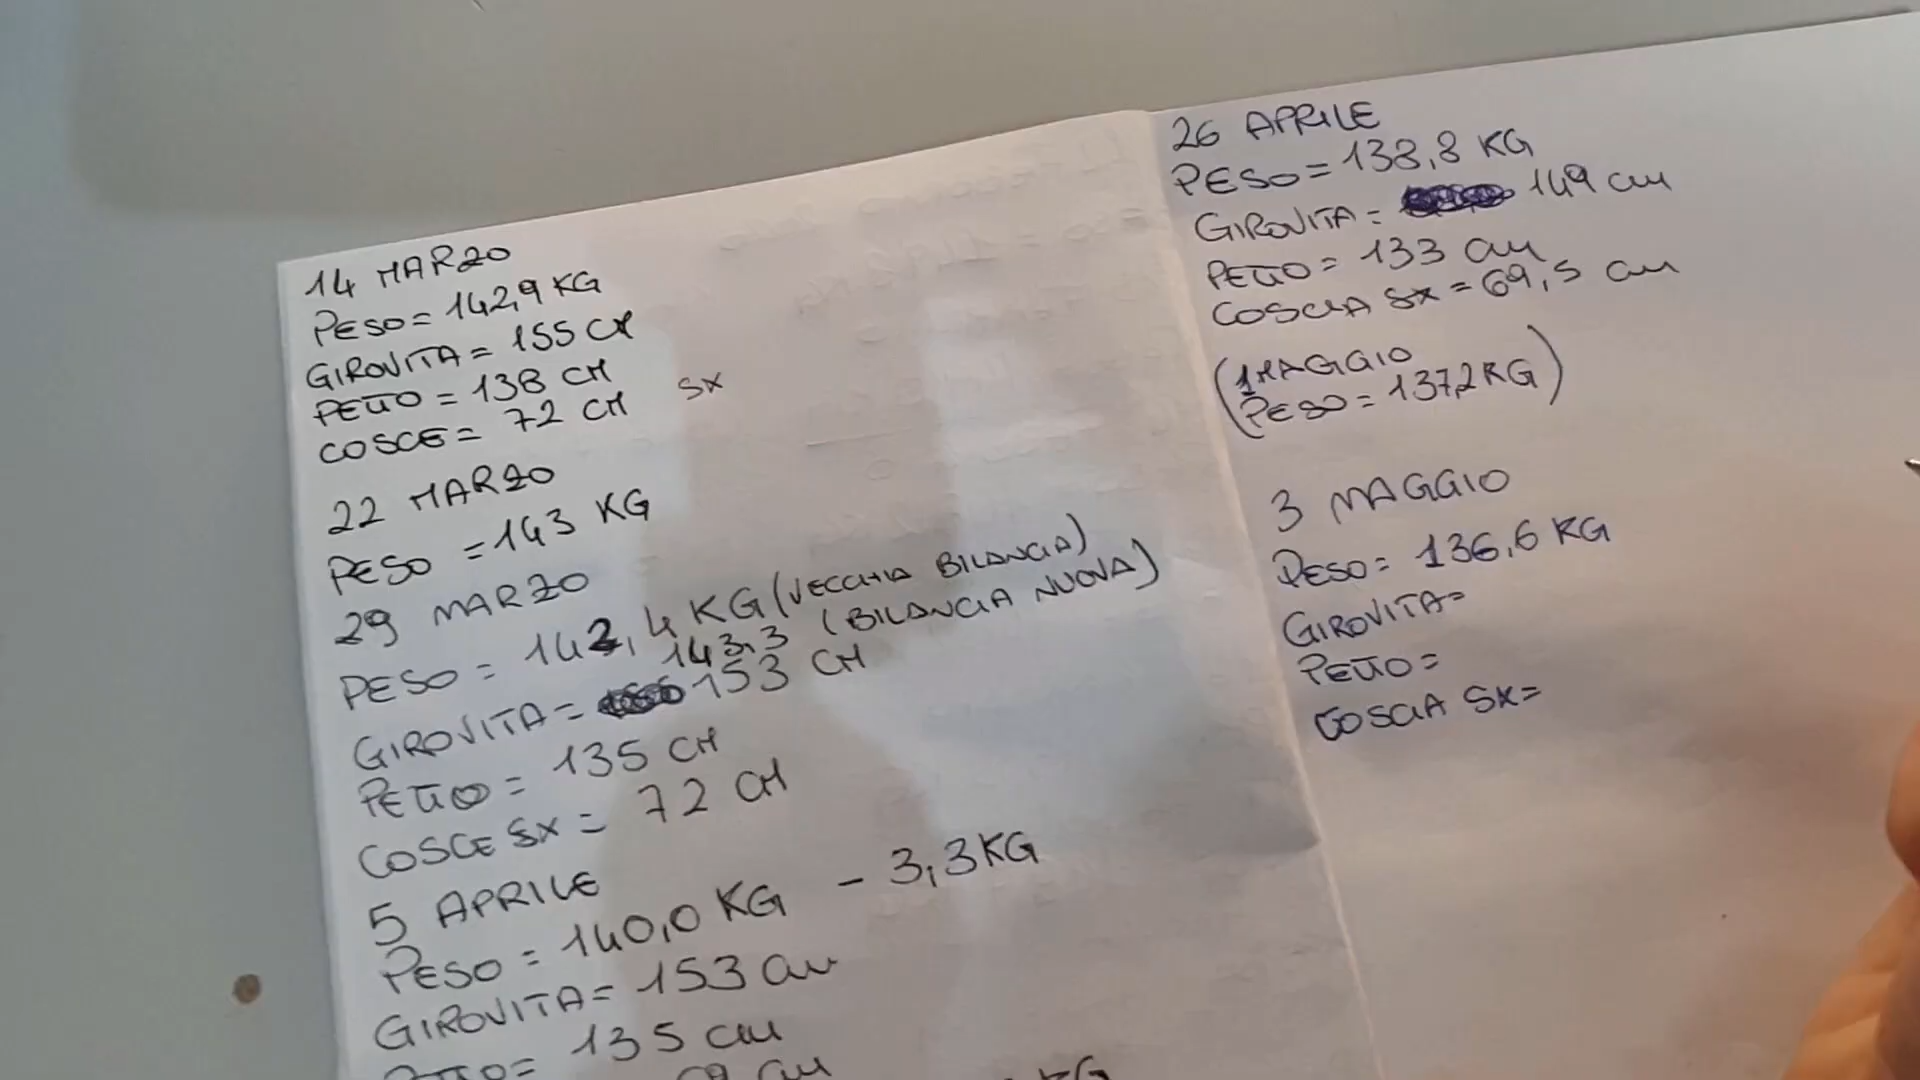 14 MARZO
PESO = 142,9 KG
GIROVITA = 155 CM
PETTO = 138 CM
COSCE = 72 CM SX
22 MARZO
PESO = 143 KG
29 MARZO
PESO = 142,4 KG (VECCHIA BILANCIA)
143,3 (BILANCIA NUOVA)
GIROVITA = 153 CM
PETTO = 135 CM
COSCE SX = 72 CM
5 APRILE
PESO = 140,0 KG - 3,3 KG
GIROVITA = 153 cm
PETTO = 135 cm
cm
KG
26 APRILE
PESO = 138,8 KG
GIROVITA = 149 cm
PETTO = 133 cm
COSCIA SX = 69,5 cm
(1 MAGGIO
PESO = 137,2 KG)
3 MAGGIO
PESO = 136,6 KG
GIROVITA =
PETTO =
COSCIA SX =